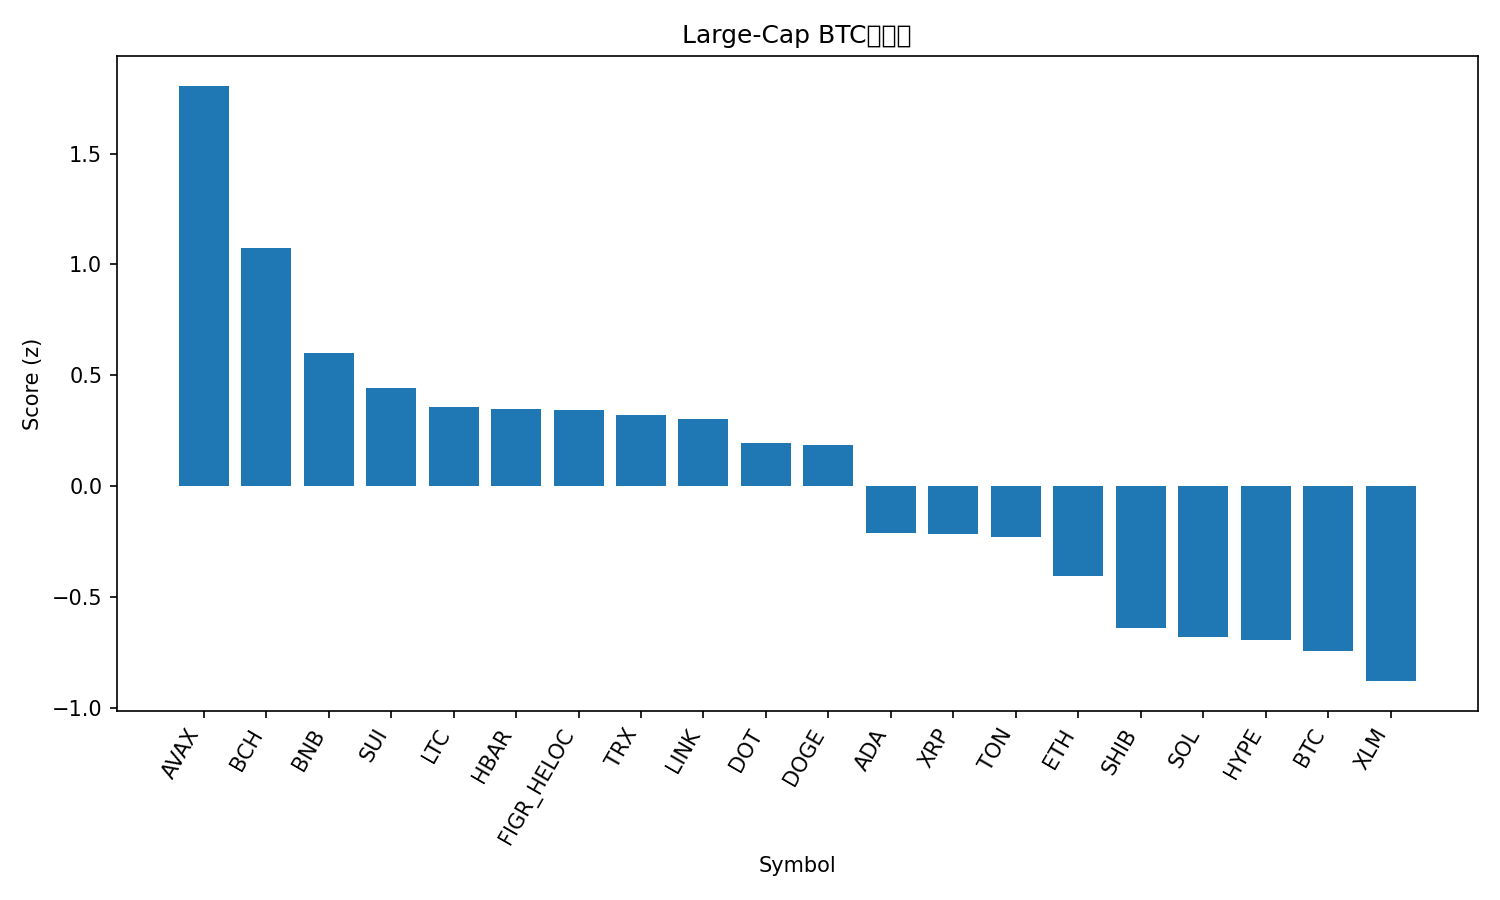 Large-Cap BTC
Score (z)
1.5
1.0
0.5
0.0
−0.5
−1.0
AVAX
BCH
BNB
SUI
LTC
HBAR
FIGR_HELOC
TRX
LINK
DOT
DOGE
ADA
XRP
TON
ETH
SHIB
SOL
HYPE
BTC
XLM
Symbol